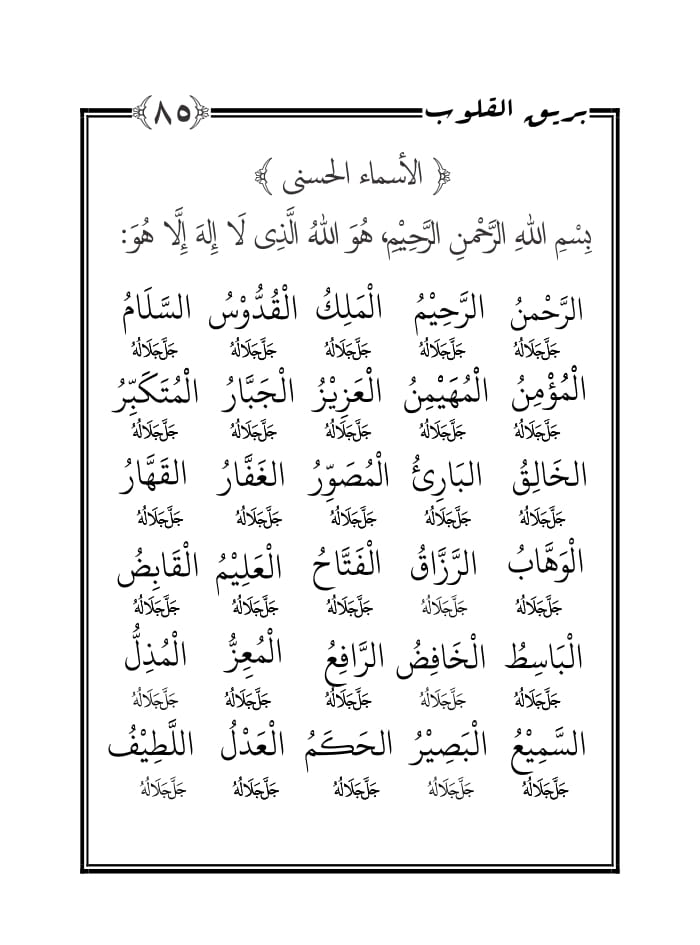 بريق القلوب ﴿٨٥﴾
﴿ الأسماء الحسنى ﴾
بِسْمِ اللهِ الرَّحْمنِ الرَّحِيْمِ، هُوَ اللهُ الَّذِى لَا إِلهَ إِلَّا هُوَ:
الرَّحْمنُ الرَّحِيْمُ الْمَلِكُ الْقُدُّوْسُ السَّلَامُ
جَلَّ جَلَالُهُ جَلَّ جَلَالُهُ جَلَّ جَلَالُهُ جَلَّ جَلَالُهُ جَلَّ جَلَالُهُ
الْمُؤْمِنُ الْمُهَيْمِنُ الْعَزِيْزُ الْجَبَّارُ الْمُتَكَبِّرُ
جَلَّ جَلَالُهُ جَلَّ جَلَالُهُ جَلَّ جَلَالُهُ جَلَّ جَلَالُهُ جَلَّ جَلَالُهُ
الخَالِقُ البَارِئُ الْمُصَوِّرُ الغَفَّارُ القَهَّارُ
جَلَّ جَلَالُهُ جَلَّ جَلَالُهُ جَلَّ جَلَالُهُ جَلَّ جَلَالُهُ جَلَّ جَلَالُهُ
الْوَهَّابُ الرَّزَّاقُ الْفَتَّاحُ الْعَلِيْمُ الْقَابِضُ
جَلَّ جَلَالُهُ جَلَّ جَلَالُهُ جَلَّ جَلَالُهُ جَلَّ جَلَالُهُ جَلَّ جَلَالُهُ
الْبَاسِطُ الْخَافِضُ الرَّافِعُ الْمُعِزُّ الْمُذِلُّ
جَلَّ جَلَالُهُ جَلَّ جَلَالُهُ جَلَّ جَلَالُهُ جَلَّ جَلَالُهُ جَلَّ جَلَالُهُ
السَّمِيْعُ الْبَصِيْرُ الحَكَمُ الْعَدْلُ اللَّطِيْفُ
جَلَّ جَلَالُهُ جَلَّ جَلَالُهُ جَلَّ جَلَالُهُ جَلَّ جَلَالُهُ جَلَّ جَلَالُهُ